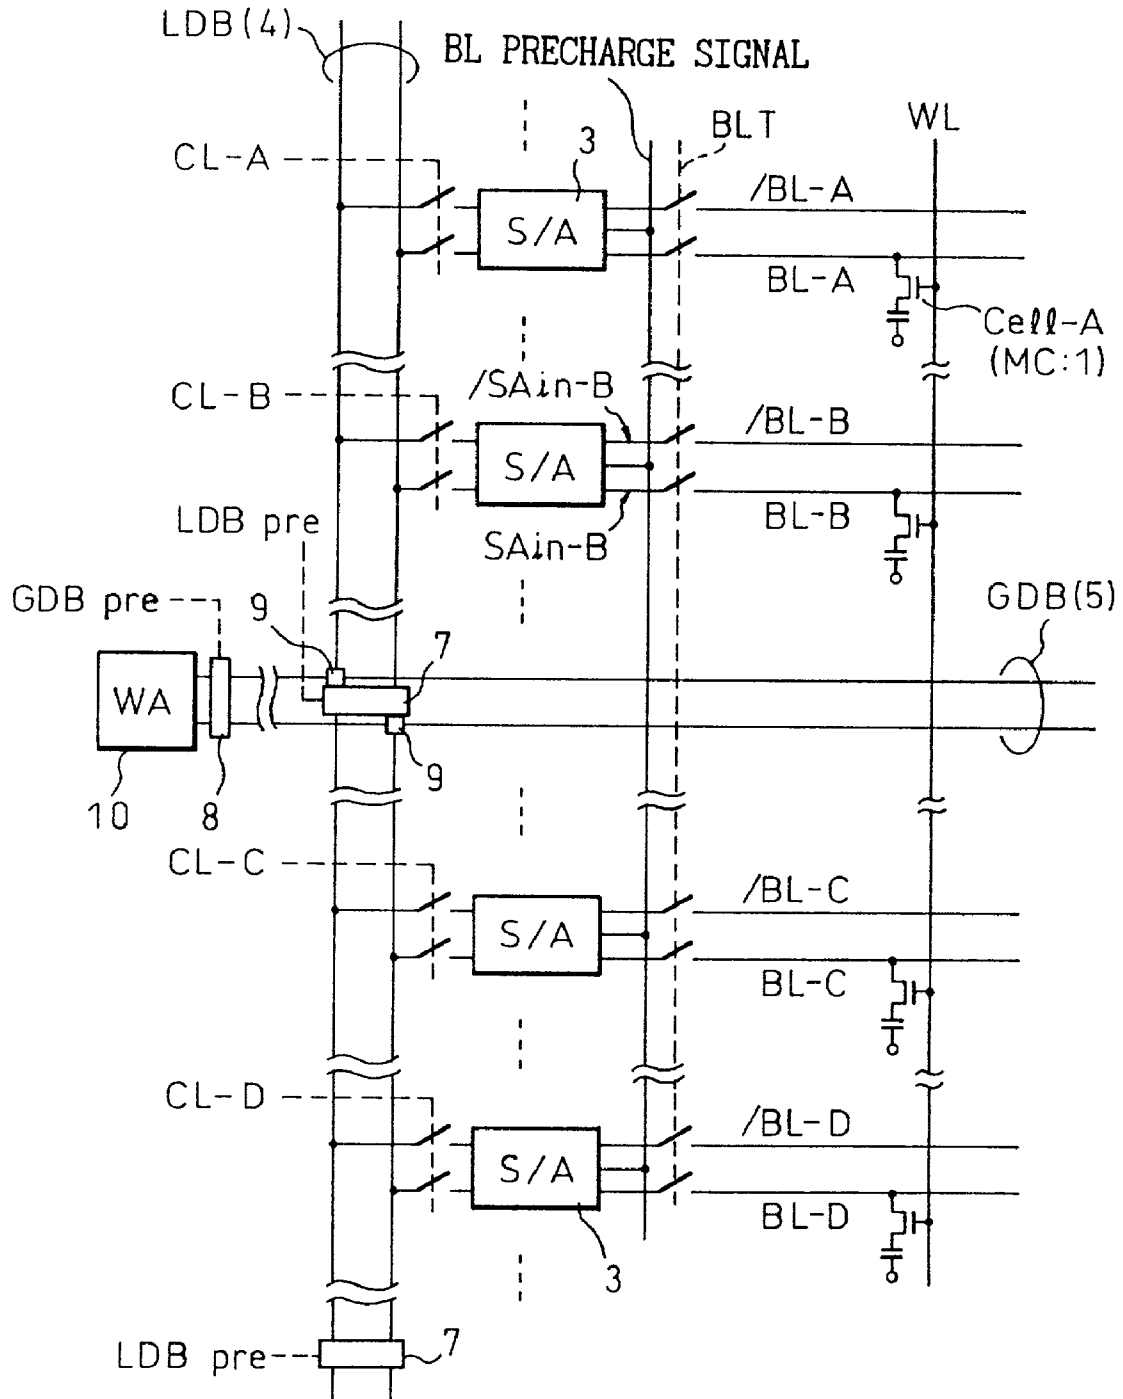 LDB(4)
BL PRECHARGE SIGNAL
WL
3
BLT
CL-A
/BL-A
S/A
BL-A
Cell-A
(MC:1)
/SAin-B
CL-B
/BL-B
S/A
BL-B
LDB pre
SAin-B
GDB pre
9
7
GDB(5)
WA
9
10
8
CL-C
/BL-C
S/A
BL-C
CL-D
/BL-D
S/A
BL-D
3
LDB pre
7